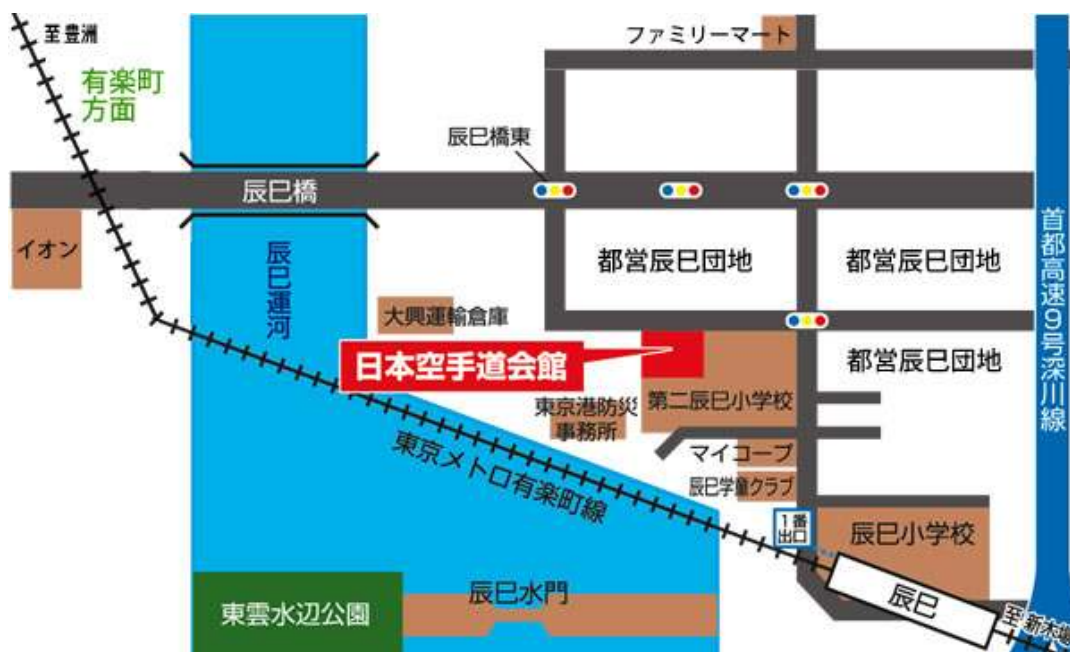 至豊洲
有楽町
方面
ファミリーマート
辰巳橋東
辰巳橋
イオン
辰巳運河
都営辰巳団地
都営辰巳団地
首都高速9号深川線
大興運輸倉庫
日本空手道会館
都営辰巳団地
東京港防災
事務所
第二辰巳小学校
東京メトロ有楽町線
マイコープ
辰巳学童クラブ
1番
出口
辰巳小学校
辰巳水門
東雲水辺公園
辰巳
至新木場